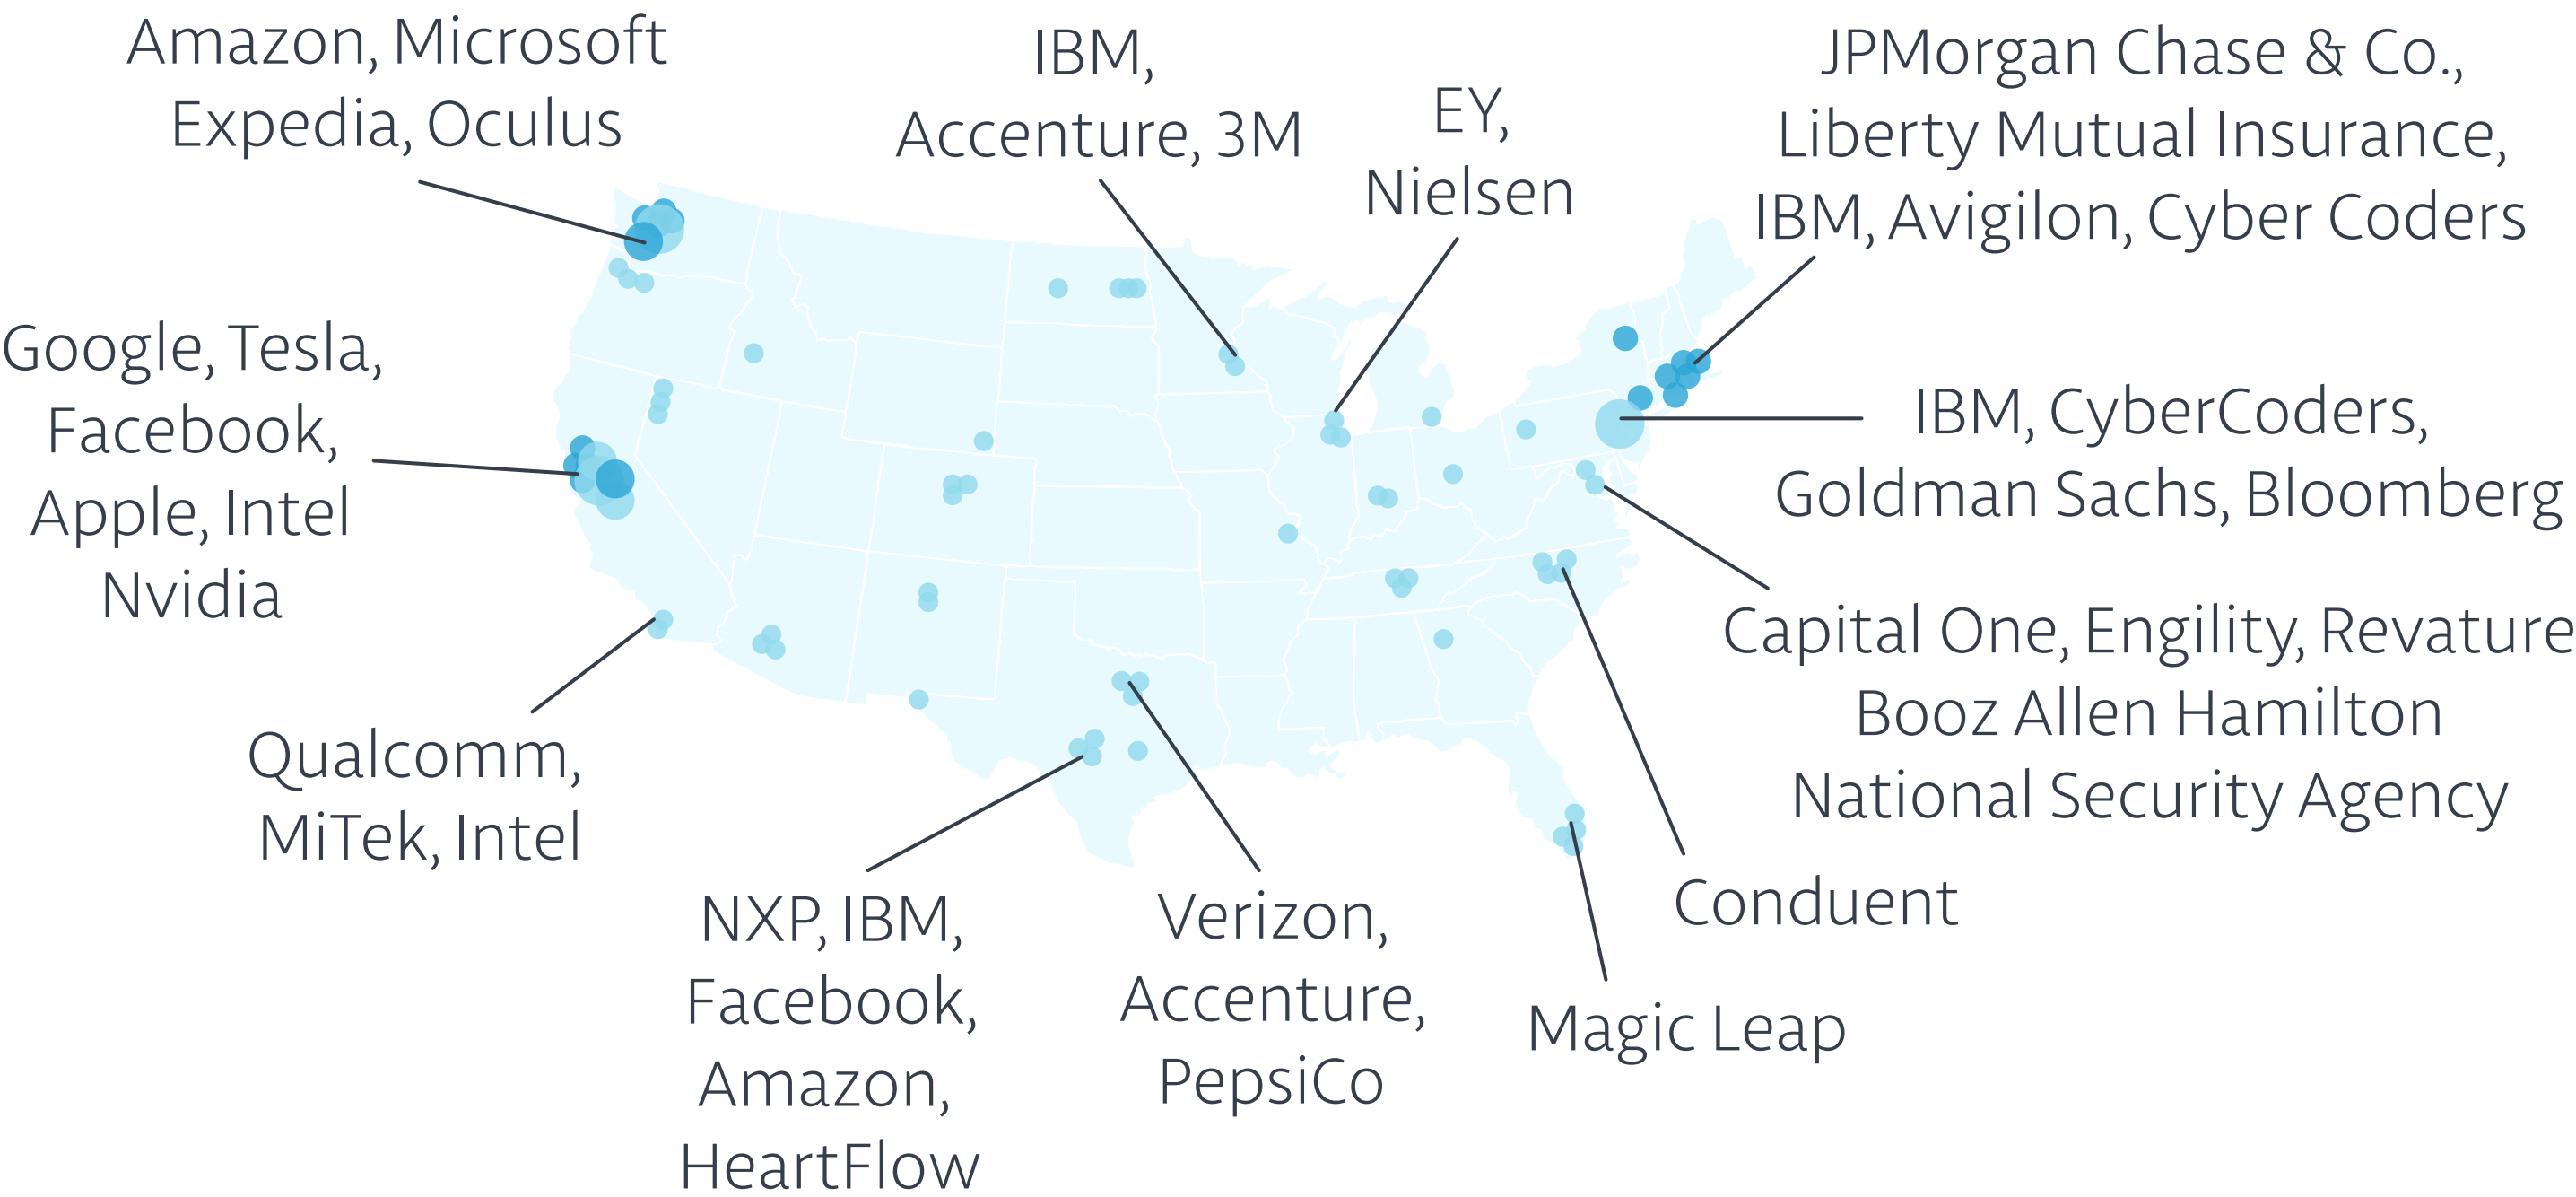 Amazon, Microsoft
Expedia, Oculus
IBM,
Accenture, 3M
EY,
Nielsen
JPMorgan Chase & Co.,
Liberty Mutual Insurance,
IBM, Avigilon, Cyber Coders
Google, Tesla,
Facebook,
Apple, Intel
Nvidia
IBM, CyberCoders,
Goldman Sachs, Bloomberg
Capital One, Engility, Revature
Booz Allen Hamilton
National Security Agency
Qualcomm,
MiTek, Intel
NXP, IBM,
Facebook,
Amazon,
HeartFlow
Verizon,
Accenture,
PepsiCo
Conduent
Magic Leap